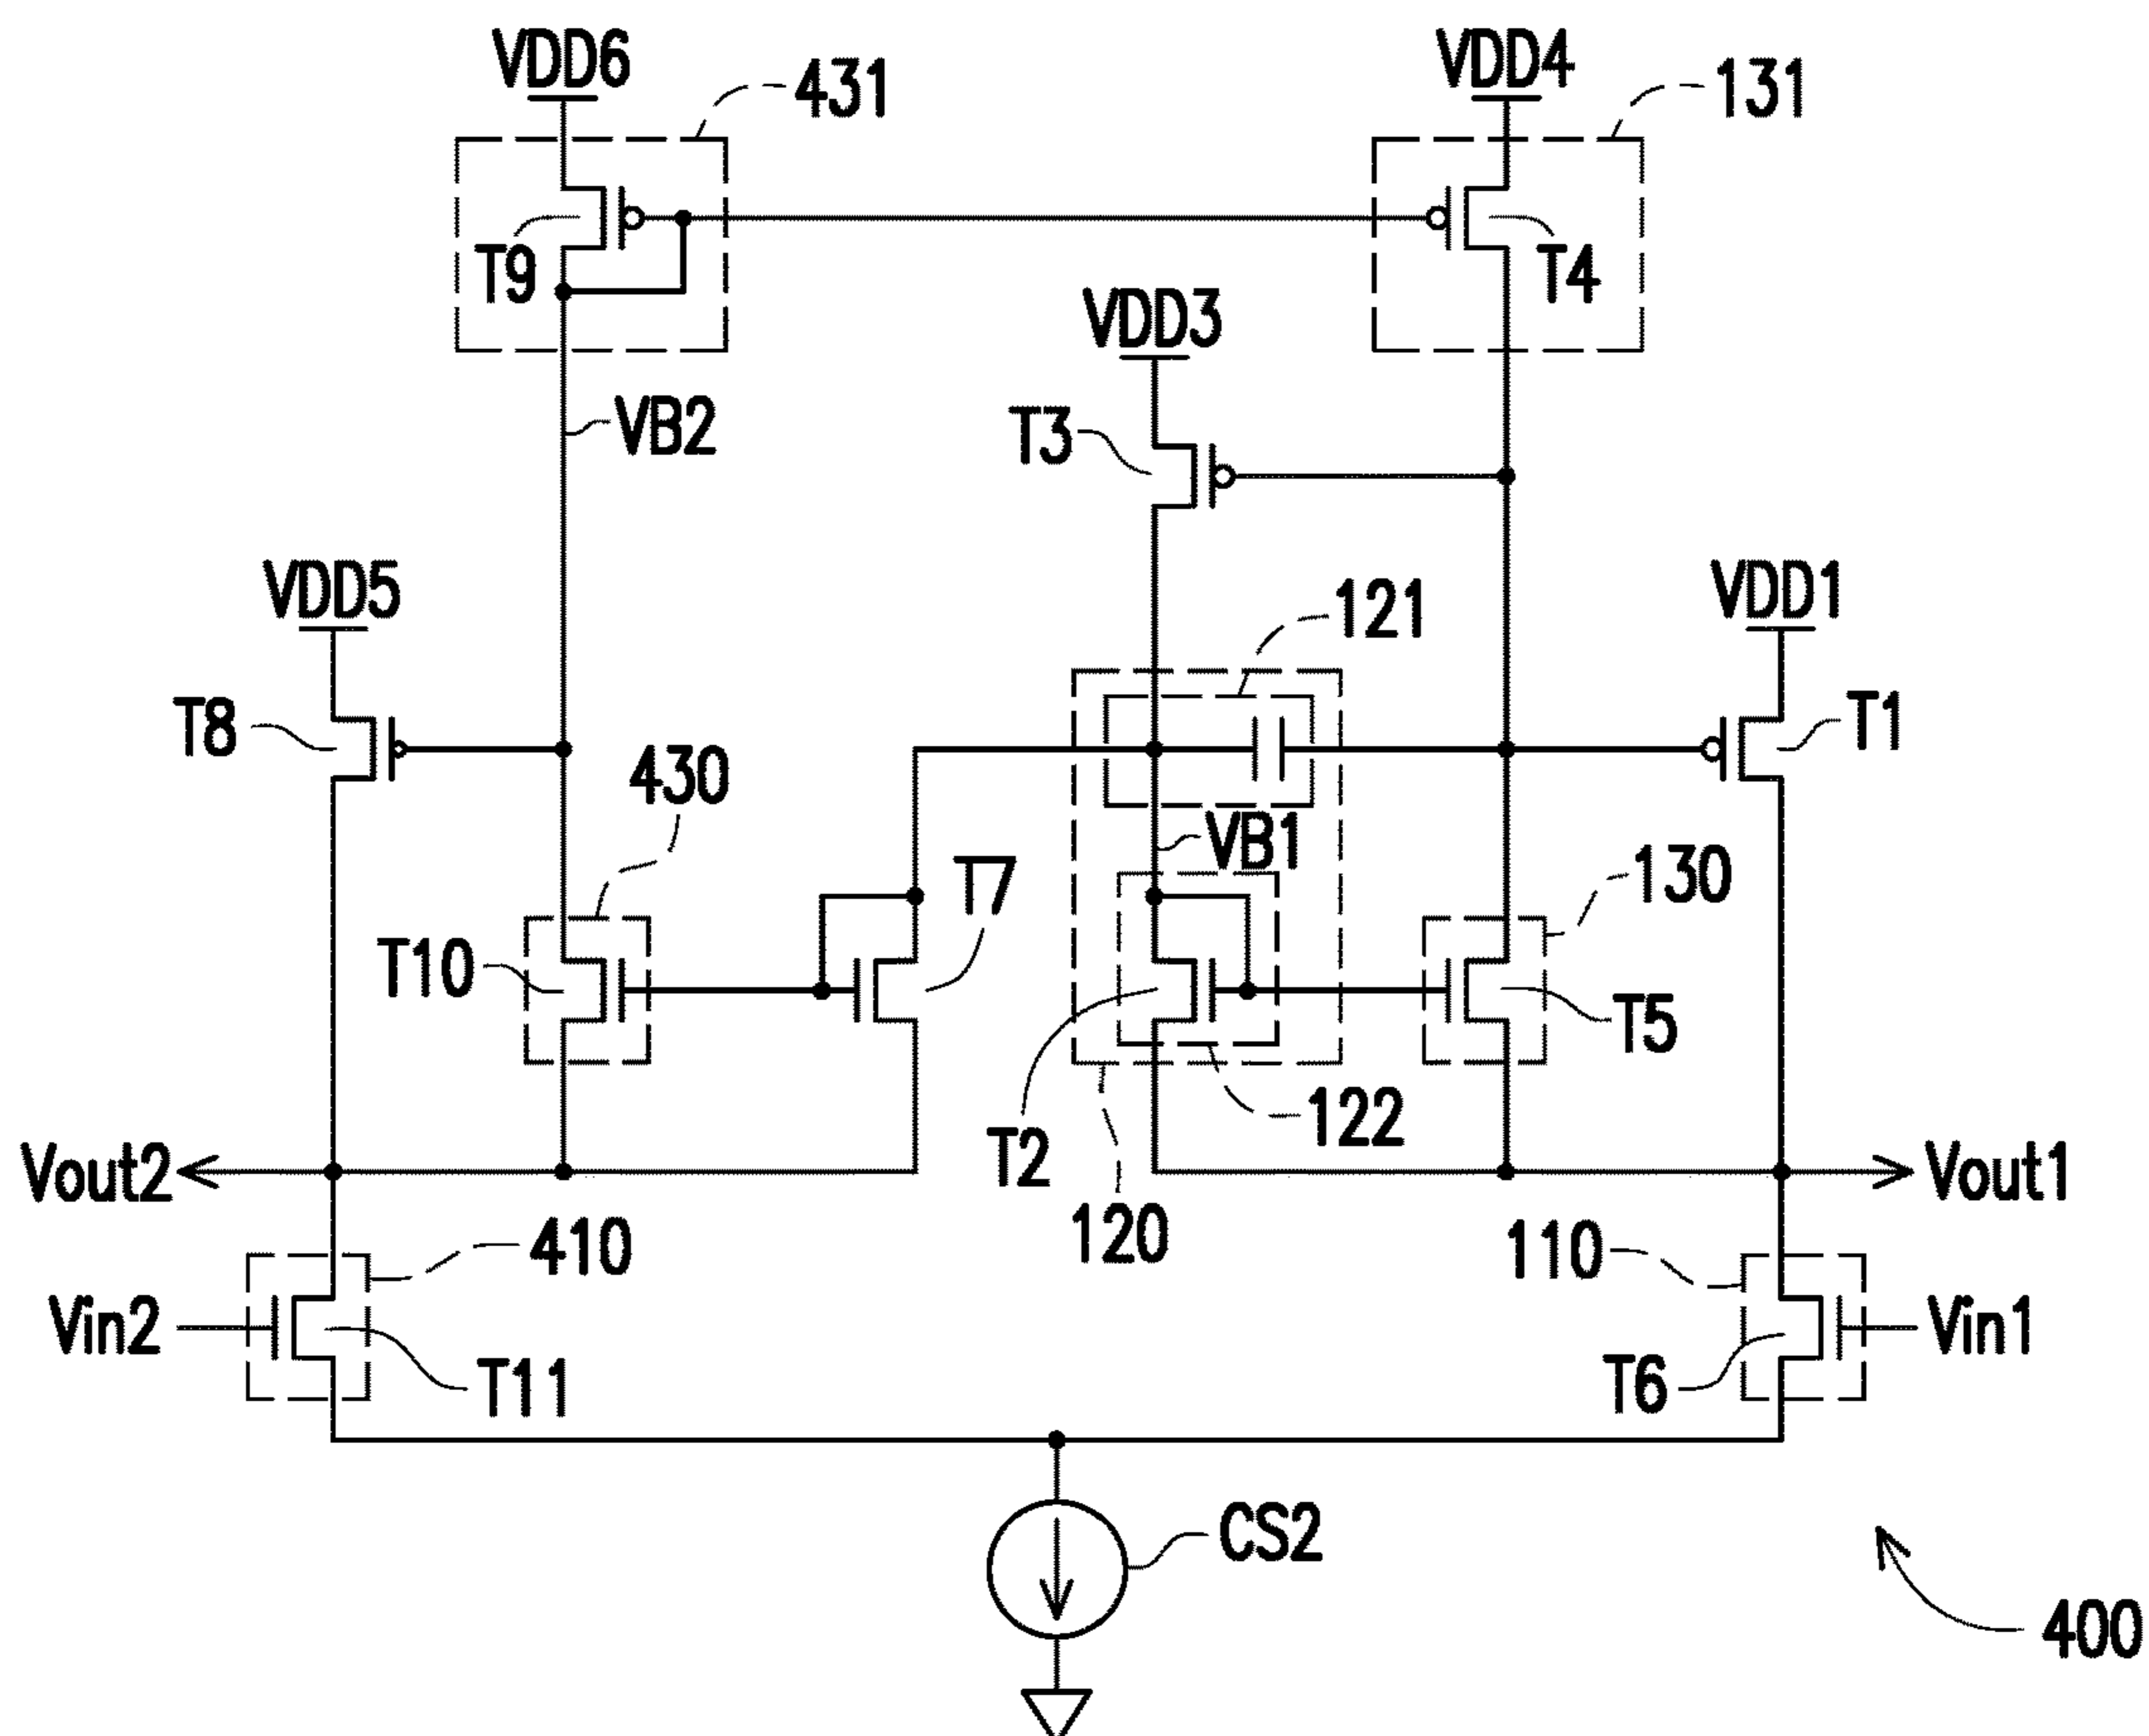 VDD6
431
VDD4
131
T9
T4
VDD3
T3
VB2
VDD5
121
VDD1
T8
T1
430
VB1
T7
130
T10
T5
122
T2
Vout2
Vout1
120
410
110
Vin2
Vin1
T11
T6
CS2
400